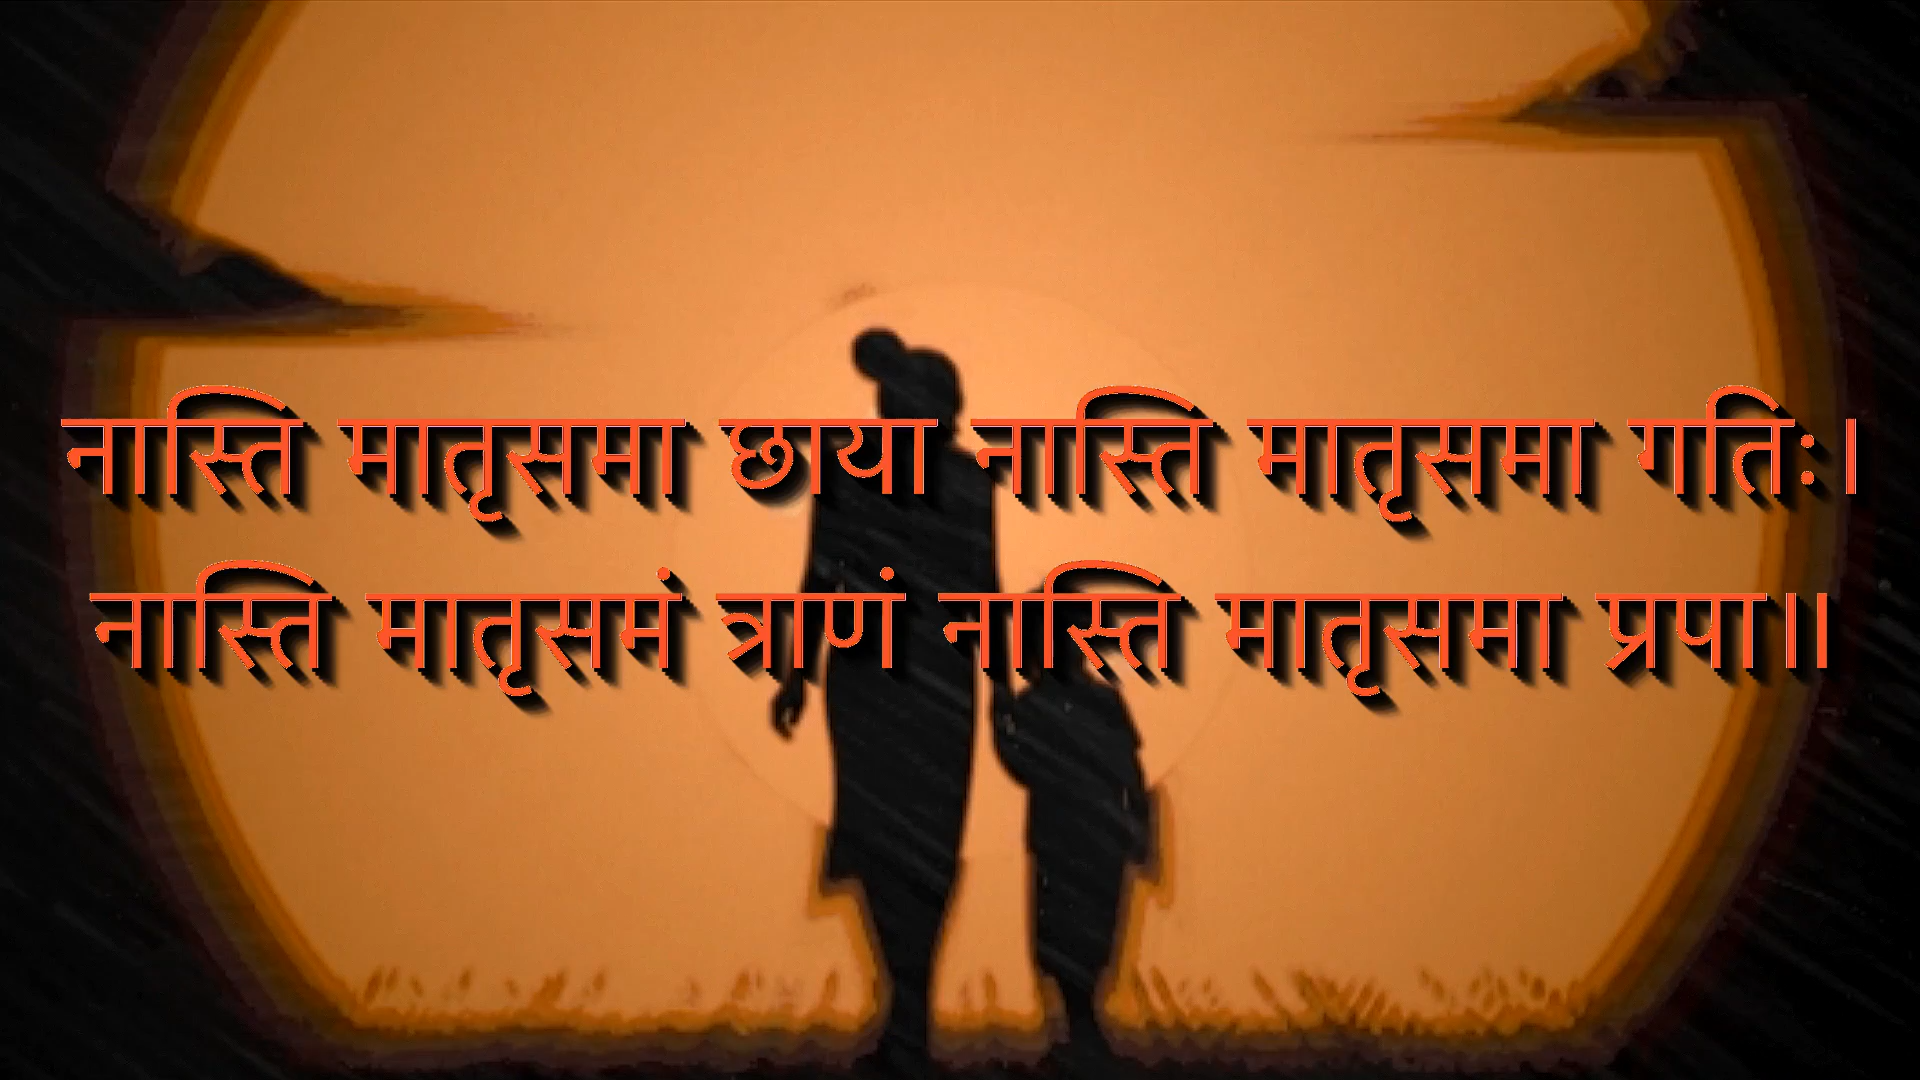 नास्ति मातृसमा छाया नास्ति मातृसमा गतिः।
नास्ति मातृसमं त्राणं नास्ति मातृसमा प्रपा॥